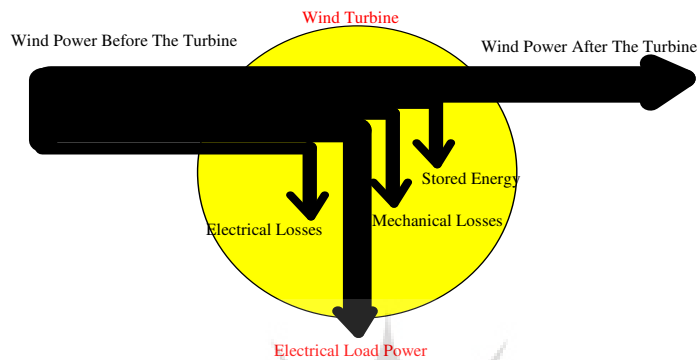 Wind Turbine
Wind Power Before The Turbine
Wind Power After The Turbine
Stored Energy
Mechanical Losses
Electrical Losses
Electrical Load Power